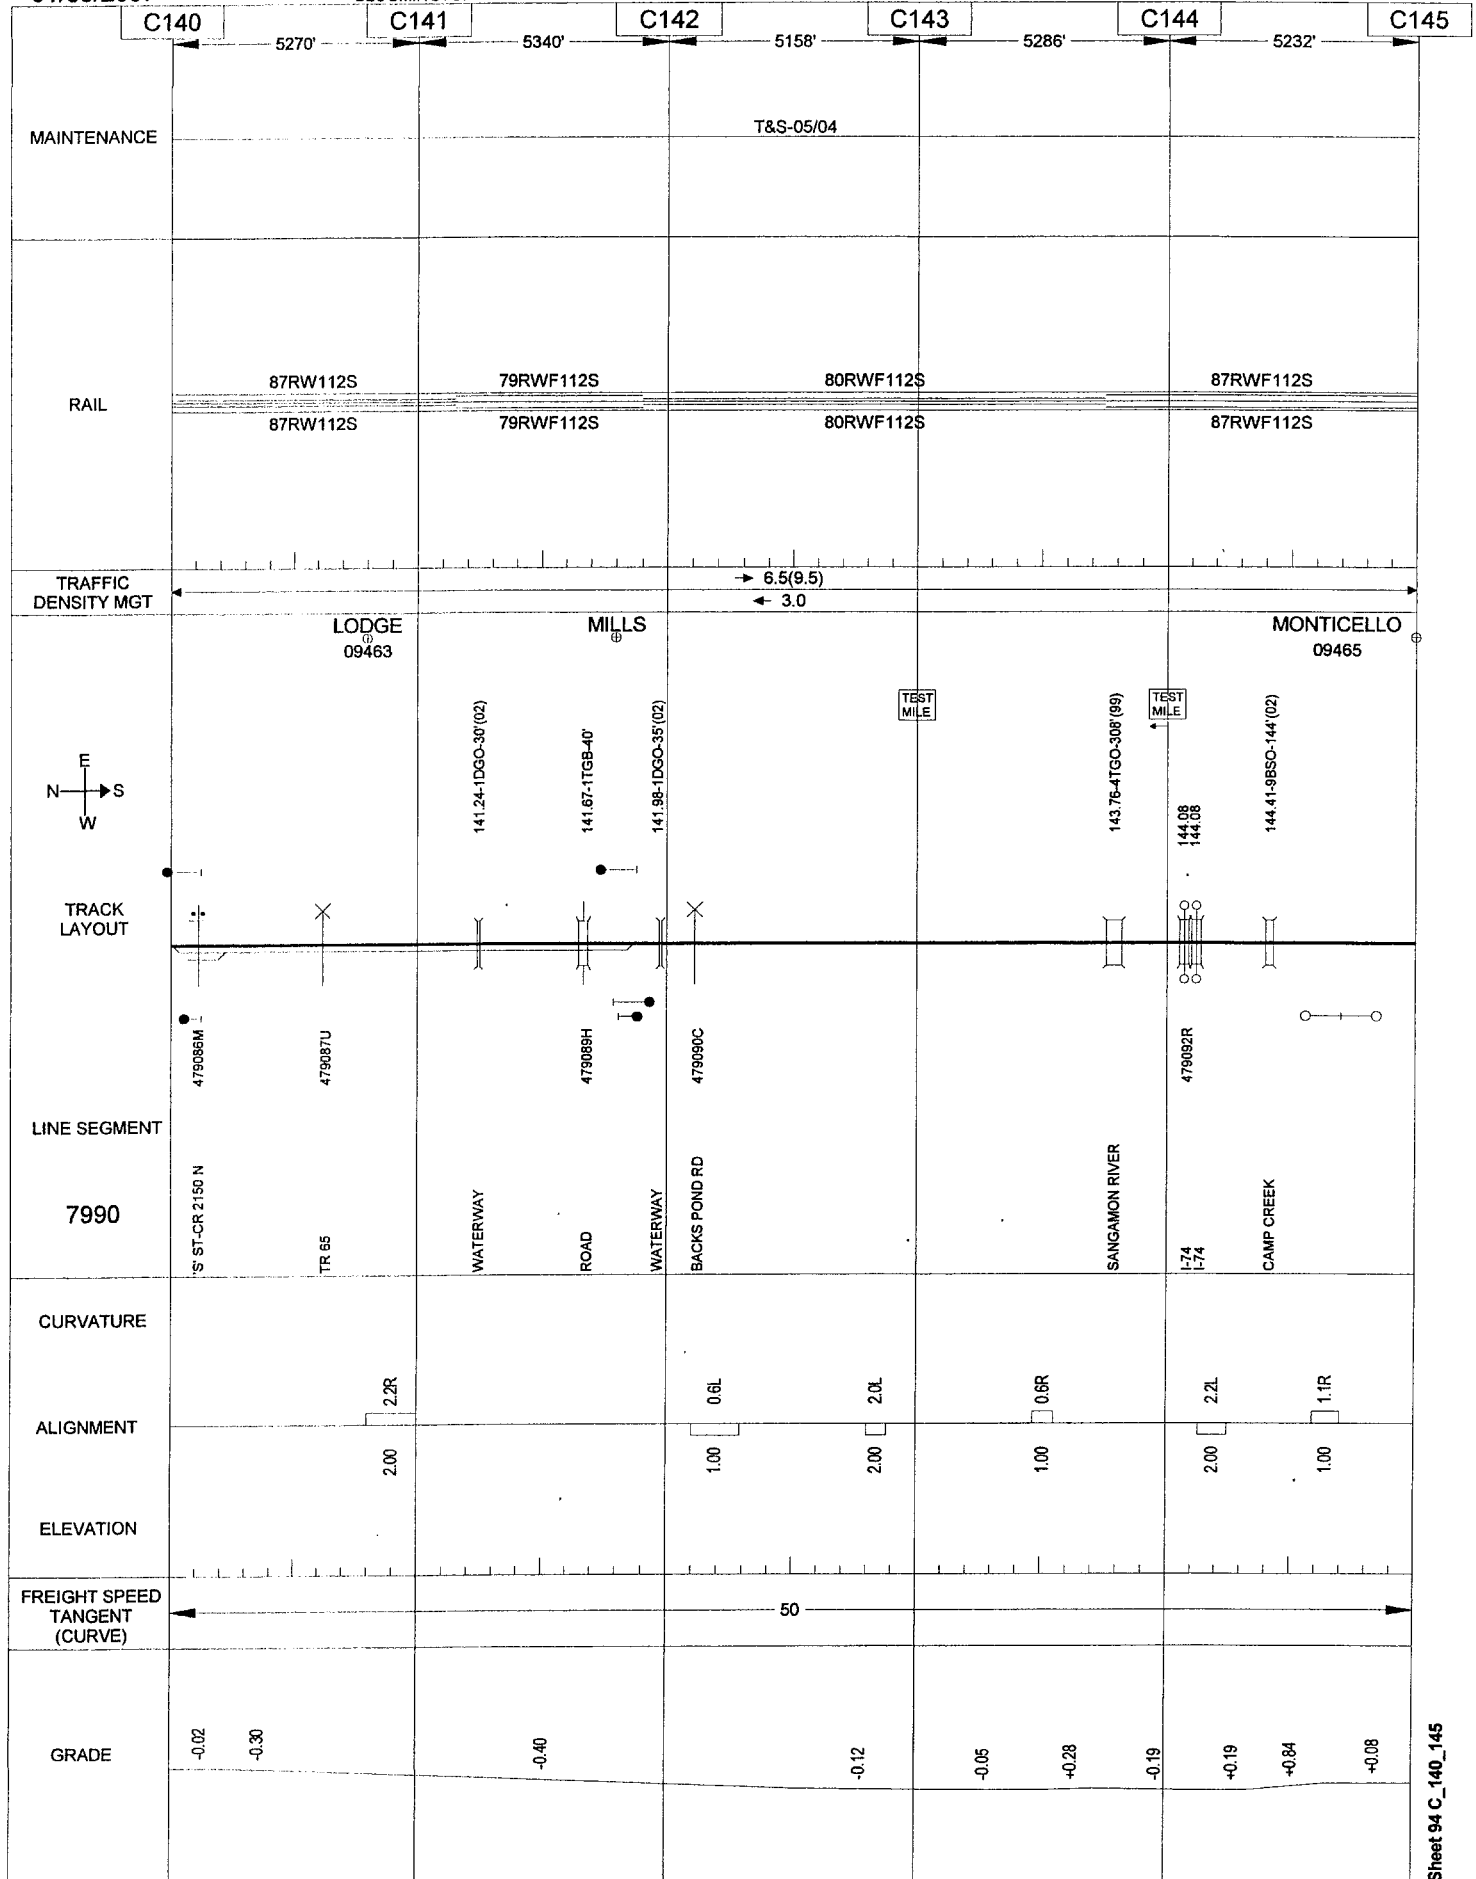 C140 C141 C142 C143 C144 C145
5270' 5340' 5158' 5286' 5232'
MAINTENANCE
T&S-05/04
RAIL
87RW112S 79RWF112S 80RWF112S 87RWF112S
87RW112S 79RWF112S 80RWF112S 87RWF112S
TRAFFIC
DENSITY MGT
6.5(9.5)
3.0
LODGE
09463
MILLS
MONTICELLO
09465
TEST
MILE
TEST
MILE
141.24-1DGO-30'(02)
141.67-1TGB-40'
141.98-1DGO-35'(02)
143.76-4TGO-308'(99)
144.08
144.08
144.41-9BSO-144'(02)
E
N S
W
TRACK
LAYOUT
479086M
479087U
479089H
479090C
479092R
LINE SEGMENT
7990
'S' ST-CR 2150 N
TR 65
WATERWAY
ROAD
WATERWAY
BACKS POND RD
SANGAMON RIVER
I-74
I-74
CAMP CREEK
CURVATURE
2.2R 0.6L 2.0L 0.6R 2.2L 1.1R
ALIGNMENT
2.00 1.00 2.00 1.00 2.00 1.00
ELEVATION
FREIGHT SPEED
TANGENT
(CURVE)
50
GRADE
-0.02 -0.30 -0.40 -0.12 -0.05 +0.28 -0.19 +0.19 +0.84 +0.08
Sheet 94 C_140_145